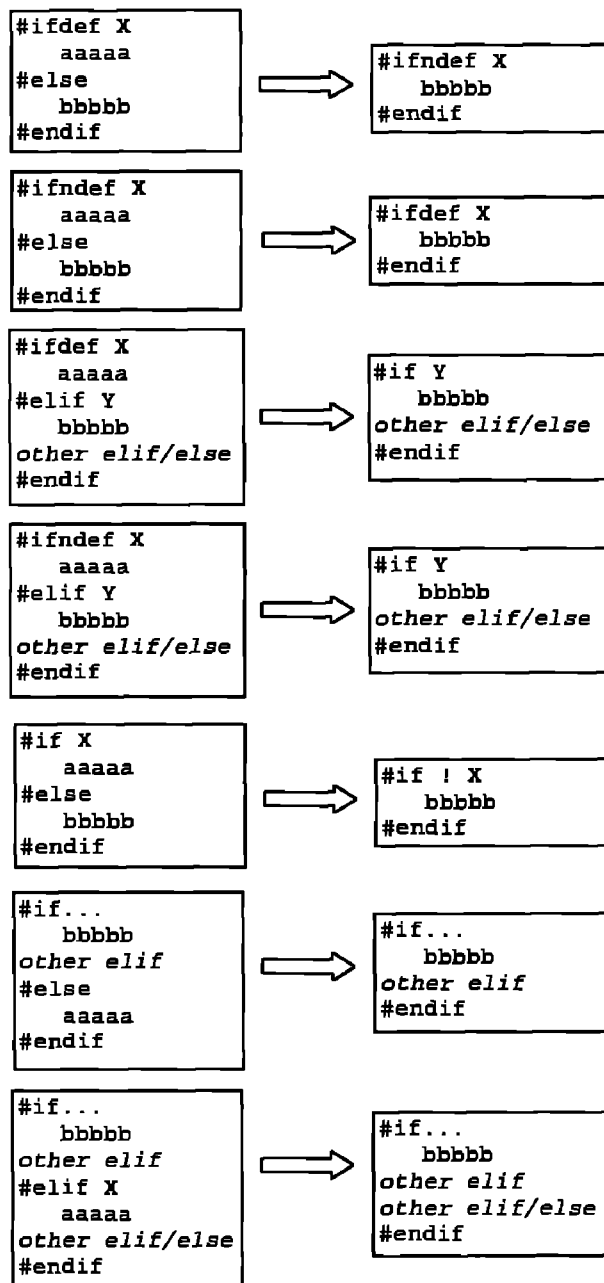 #ifdef X
aaaaa
#else
bbbbb
#endif
#ifndef X
bbbbb
#endif
#ifndef X
aaaaa
#else
bbbbb
#endif
#ifdef X
bbbbb
#endif
#ifdef X
aaaaa
#elif Y
bbbbb
other elif/else
#endif
#if Y
bbbbb
other elif/else
#endif
#ifndef X
aaaaa
#elif Y
bbbbb
other elif/else
#endif
#if Y
bbbbb
other elif/else
#endif
#if X
aaaaa
#else
bbbbb
#endif
#if ! X
bbbbb
#endif
#if...
bbbbb
other elif
#else
aaaaa
#endif
#if...
bbbbb
other elif
#endif
#if...
bbbbb
other elif
#elif X
aaaaa
other elif/else
#endif
#if...
bbbbb
other elif
other elif/else
#endif